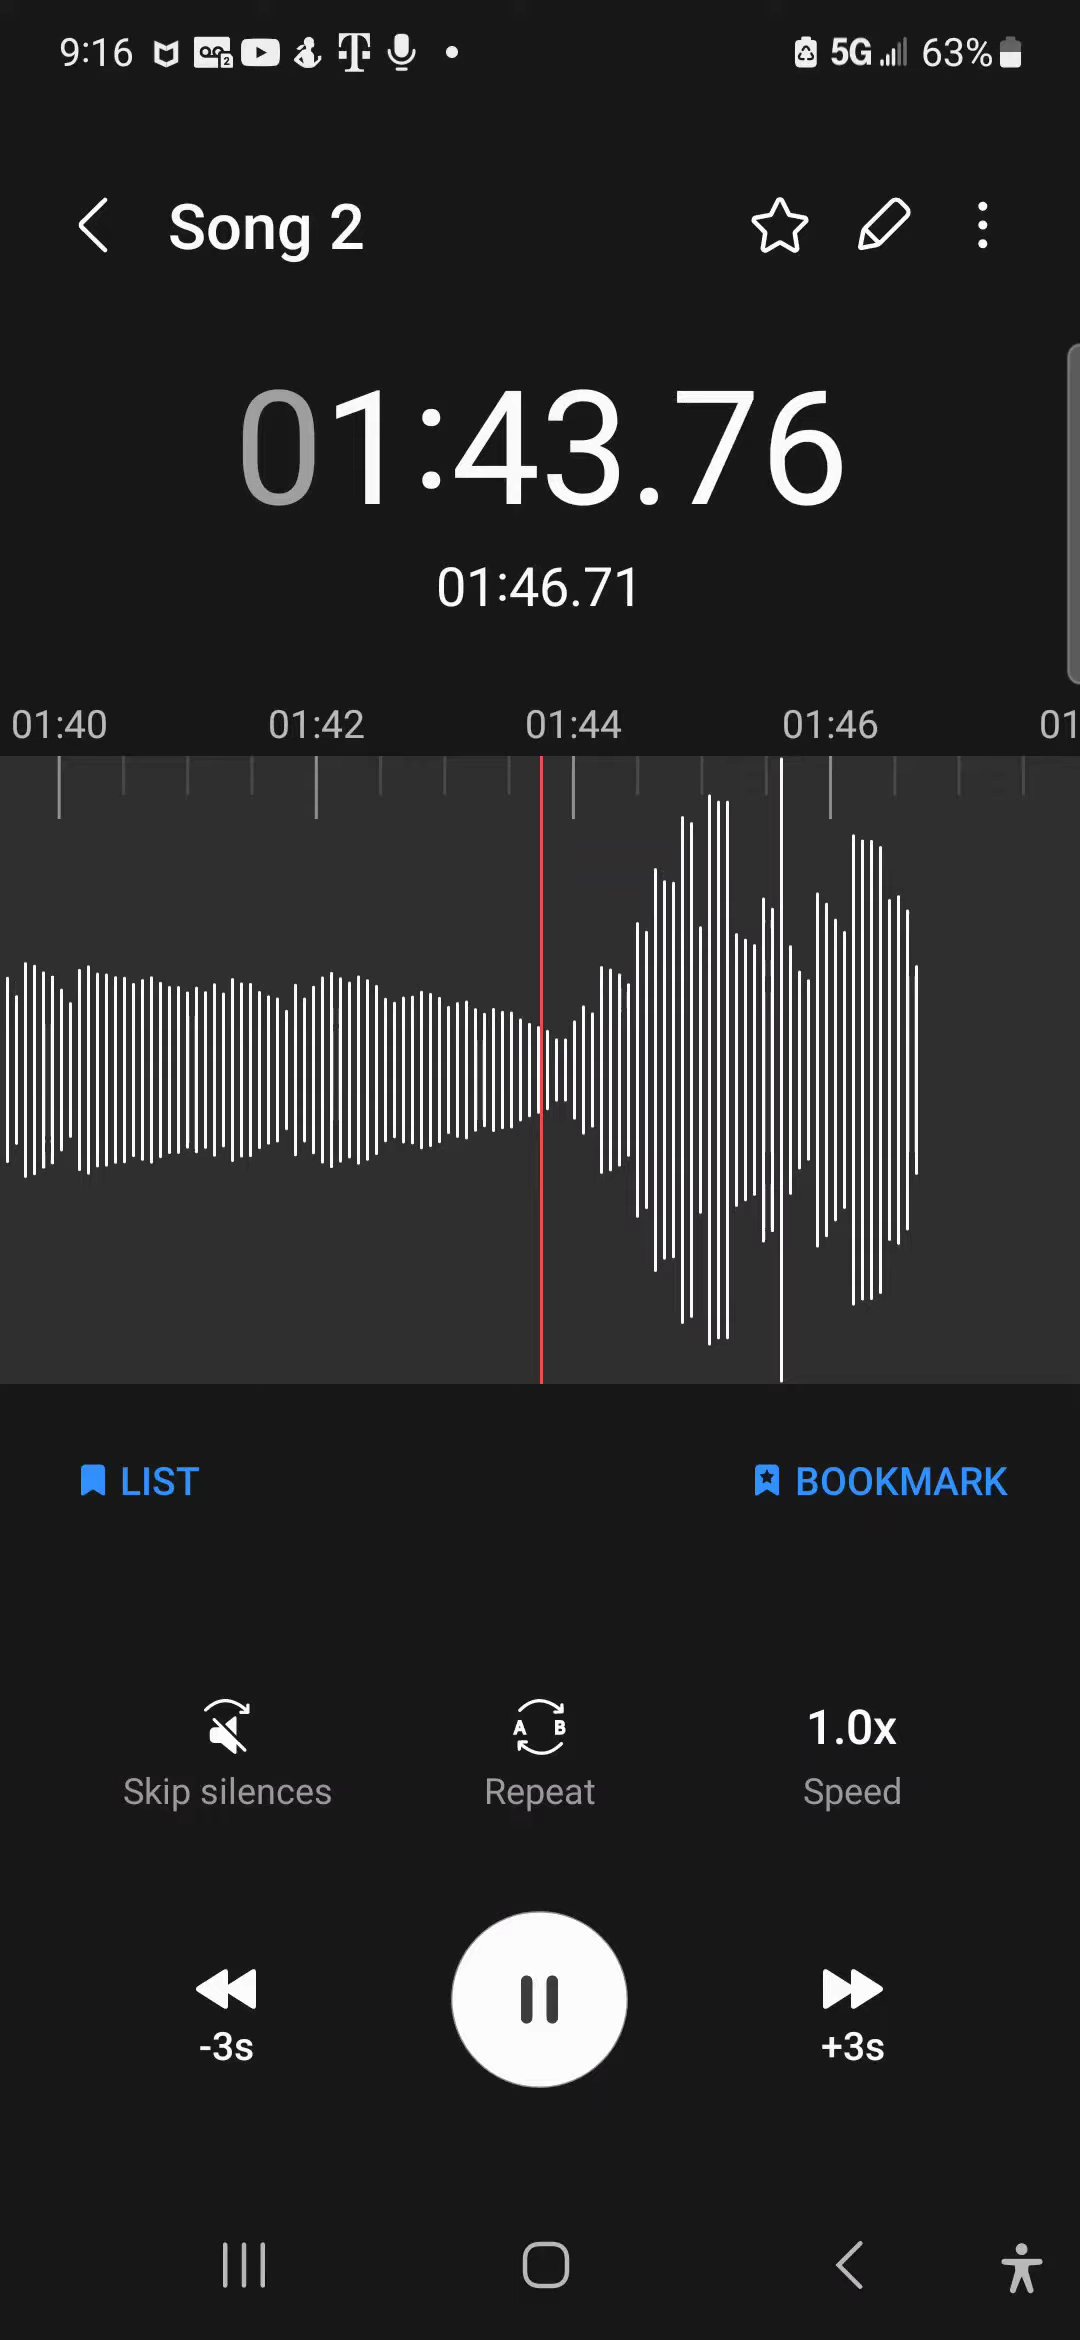 9:16 5G 63%
Song 2
01:43.76
01:46.71
01:40 01:42 01:44 01:46 01
LIST BOOKMARK
A B 1.0x
Skip silences Repeat Speed
-3s +3s